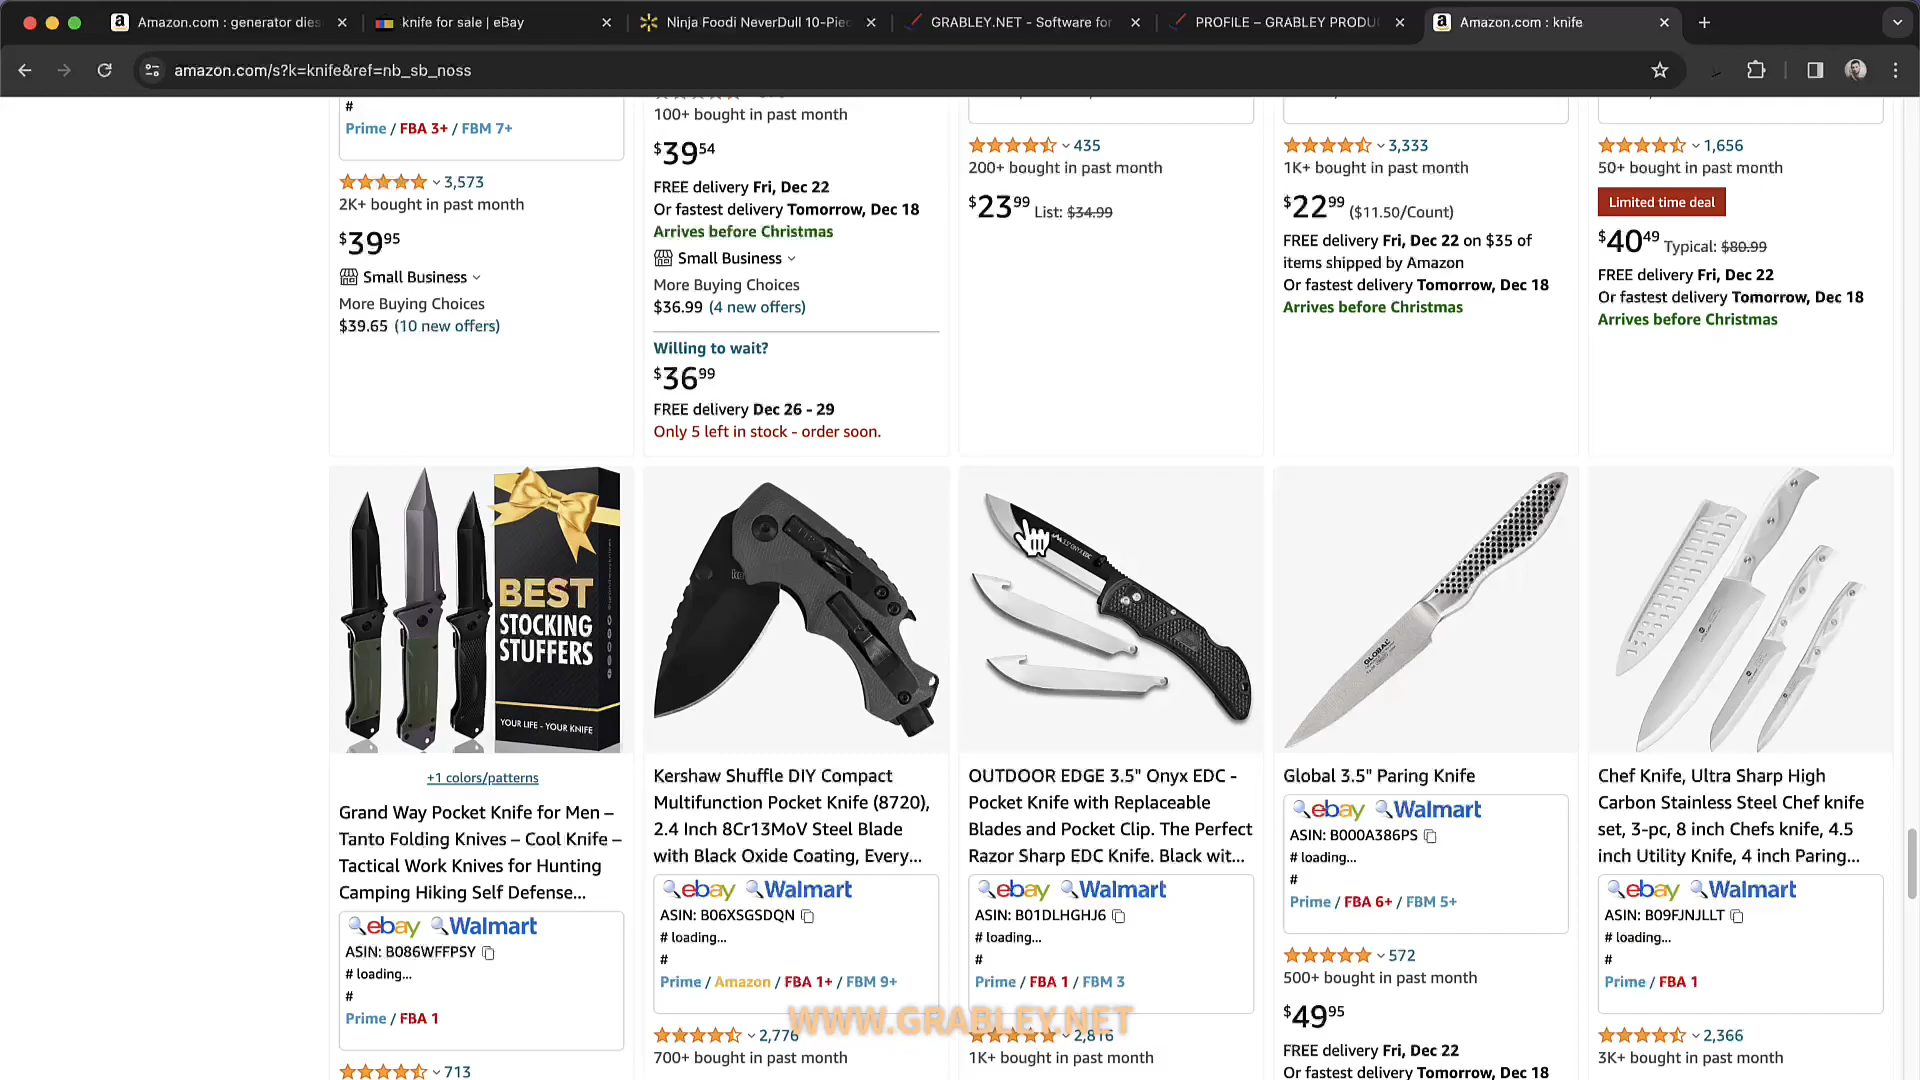 Amazon.com : generator dies
knife for sale | eBay
Ninja Foodi NeverDull 10-Piec
GRABLEY.NET - Software for
PROFILE – GRABLEY PRODU
Amazon.com : knife
amazon.com/s?k=knife&ref=nb_sb_noss
#
Prime / FBA 3+ / FBM 7+
3,573
2K+ bought in past month
$39.95
Small Business
More Buying Choices
$39.65 (10 new offers)
100+ bought in past month
$39.54
FREE delivery Fri, Dec 22
Or fastest delivery Tomorrow, Dec 18
Arrives before Christmas
Small Business
More Buying Choices
$36.99 (4 new offers)
Willing to wait?
$36.99
FREE delivery Dec 26 - 29
Only 5 left in stock - order soon.
435
200+ bought in past month
$23.99 List: $34.99
3,333
1K+ bought in past month
$22.99 ($11.50/Count)
FREE delivery Fri, Dec 22 on $35 of
items shipped by Amazon
Or fastest delivery Tomorrow, Dec 18
Arrives before Christmas
1,656
50+ bought in past month
Limited time deal
$40.49 Typical: $80.99
FREE delivery Fri, Dec 22
Or fastest delivery Tomorrow, Dec 18
Arrives before Christmas
BEST
STOCKING
STUFFERS
YOUR LIFE - YOUR KNIFE
+1 colors/patterns
Grand Way Pocket Knife for Men –
Tanto Folding Knives – Cool Knife –
Tactical Work Knives for Hunting
Camping Hiking Self Defense...
ebay Walmart
ASIN: B086WFFPSY
# loading...
#
Prime / FBA 1
713
Kershaw Shuffle DIY Compact
Multifunction Pocket Knife (8720),
2.4 Inch 8Cr13MoV Steel Blade
with Black Oxide Coating, Every...
ebay Walmart
ASIN: B06XSGSDQN
# loading...
#
Prime / Amazon / FBA 1+ / FBM 9+
2,776
700+ bought in past month
OUTDOOR EDGE 3.5" Onyx EDC -
Pocket Knife with Replaceable
Blades and Pocket Clip. The Perfect
Razor Sharp EDC Knife. Black wit...
ebay Walmart
ASIN: B01DLHGHJ6
# loading...
#
Prime / FBA 1 / FBM 3
2,816
1K+ bought in past month
GLOBAL
Global 3.5" Paring Knife
ebay Walmart
ASIN: B000A386PS
# loading...
#
Prime / FBA 6+ / FBM 5+
572
500+ bought in past month
$49.95
FREE delivery Fri, Dec 22
Or fastest delivery Tomorrow, Dec 18
Chef Knife, Ultra Sharp High
Carbon Stainless Steel Chef knife
set, 3-pc, 8 inch Chefs knife, 4.5
inch Utility Knife, 4 inch Paring...
ebay Walmart
ASIN: B09FJNJLLT
# loading...
#
Prime / FBA 1
2,366
3K+ bought in past month
WWW.GRABLEY.NET